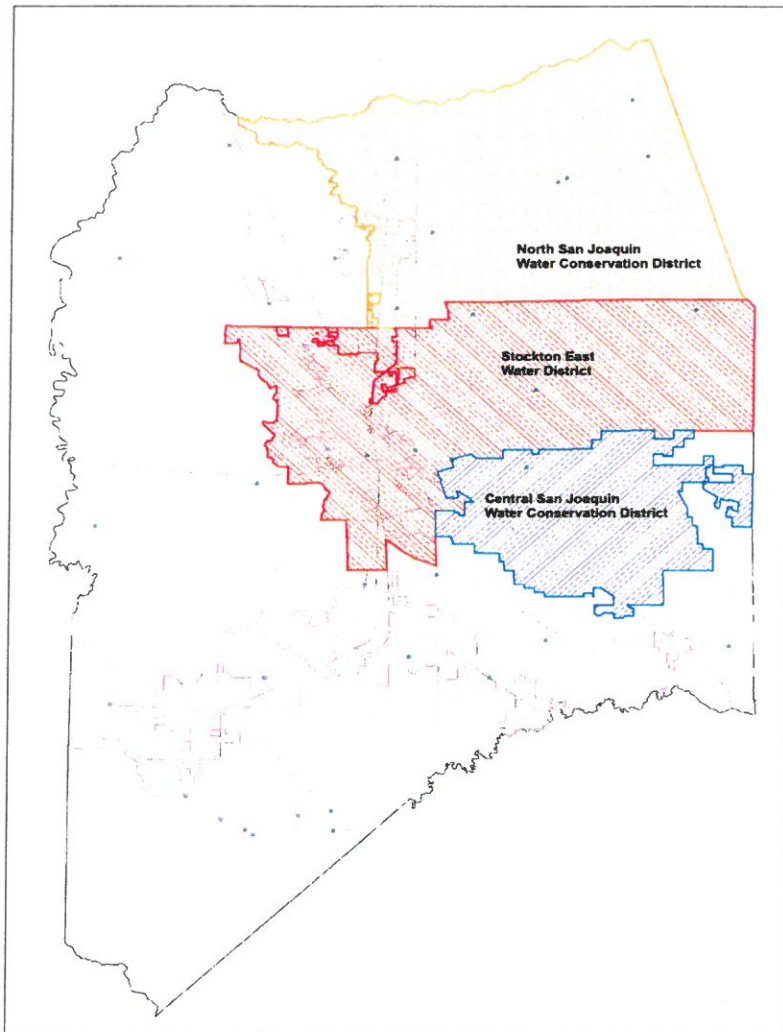 North San Joaquin
Water Conservation District
Stockton East
Water District
Central San Joaquin
Water Conservation District